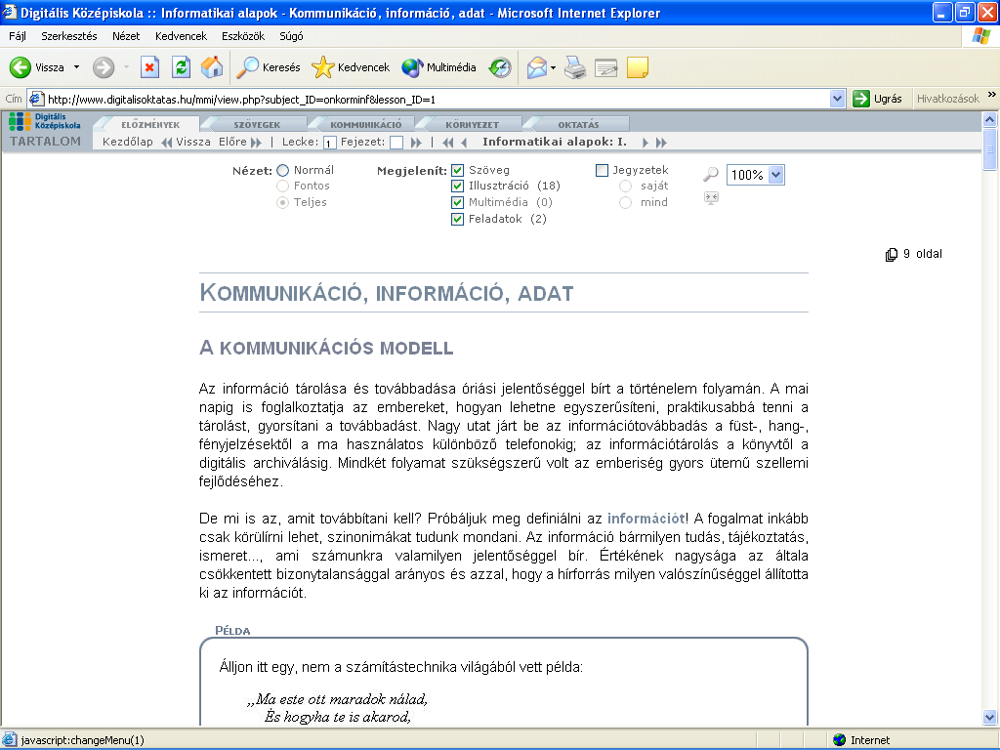 Digitális Középiskola :: Informatikai alapok - Kommunikáció, információ, adat - Microsoft Internet Explorer
Fájl Szerkesztés Nézet Kedvencek Eszközök Súgó
Vissza Keresés Kedvencek Multimédia
Cím http://www.digitalisoktatas.hu/mmi/view.php?subject_ID=onkorminf&lesson_ID=1 Ugrás Hivatkozások »
Digitális Középiskola ELŐZMÉNYEK SZÖVEGEK KOMMUNIKÁCIÓ KÖRNYEZET OKTATÁS
TARTALOM Kezdőlap Vissza Előre | Lecke: 1 Fejezet: | Informatikai alapok: I.
Nézet: Normál Megjelenít: Szöveg Jegyzetek 100%
Fontos Illusztráció (18) saját
Teljes Multimédia (0) mind
Feladatok (2)
9 oldal
KOMMUNIKÁCIÓ, INFORMÁCIÓ, ADAT
A KOMMUNIKÁCIÓS MODELL
Az információ tárolása és továbbadása óriási jelentőséggel bírt a történelem folyamán. A mai
napig is foglalkoztatja az embereket, hogyan lehetne egyszerűsíteni, praktikusabbá tenni a
tárolást, gyorsítani a továbbadást. Nagy utat járt be az információtovábbadás a füst-, hang-,
fényjelzésektől a ma használatos különböző telefonokig; az információtárolás a könyvtől a
digitális archiválásig. Mindkét folyamat szükségszerű volt az emberiség gyors ütemű szellemi
fejlődéséhez.
De mi is az, amit továbbítani kell? Próbáljuk meg definiálni az információt! A fogalmat inkább
csak körülírni lehet, szinonimákat tudunk mondani. Az információ bármilyen tudás, tájékoztatás,
ismeret..., ami számunkra valamilyen jelentőséggel bír. Értékének nagysága az általa
csökkentett bizonytalansággal arányos és azzal, hogy a hírforrás milyen valószínűséggel állította
ki az információt.
PÉLDA
Álljon itt egy, nem a számítástechnika világából vett példa:
„Ma este ott maradok nálad,
És hogyha te is akarod,
javascript:changeMenu(1) Internet